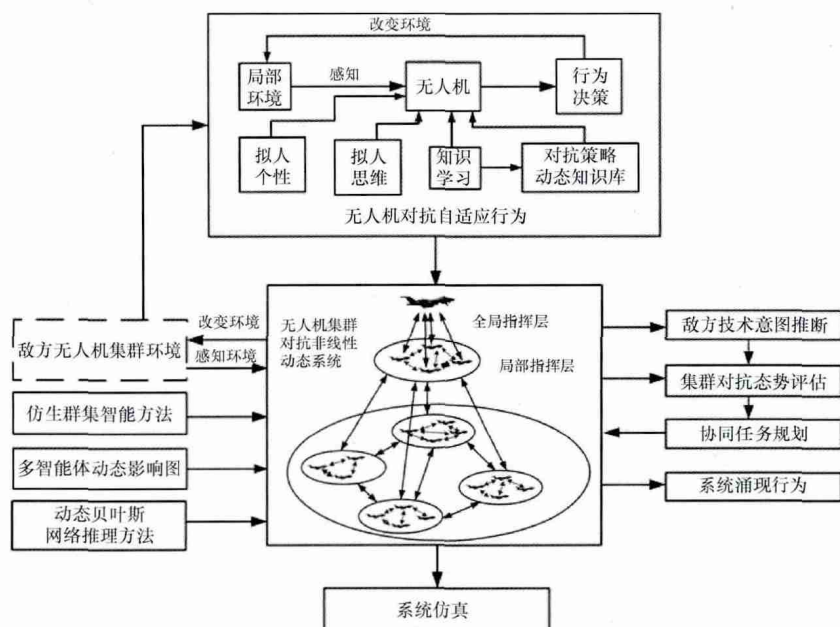 改变环境
局部
环境
感知
无人机
行为
决策
拟人
个性
拟人
思维
知识
学习
对抗策略
动态知识库
无人机对抗自适应行为
敌方无人机集群环境
改变环境
感知环境
仿生群集智能方法
多智能体动态影响图
动态贝叶斯
网络推理方法
无人机集群
对抗非线性
动态系统
全局指挥层
局部指挥层
敌方技术意图推断
集群对抗态势评估
协同任务规划
系统涌现行为
系统仿真